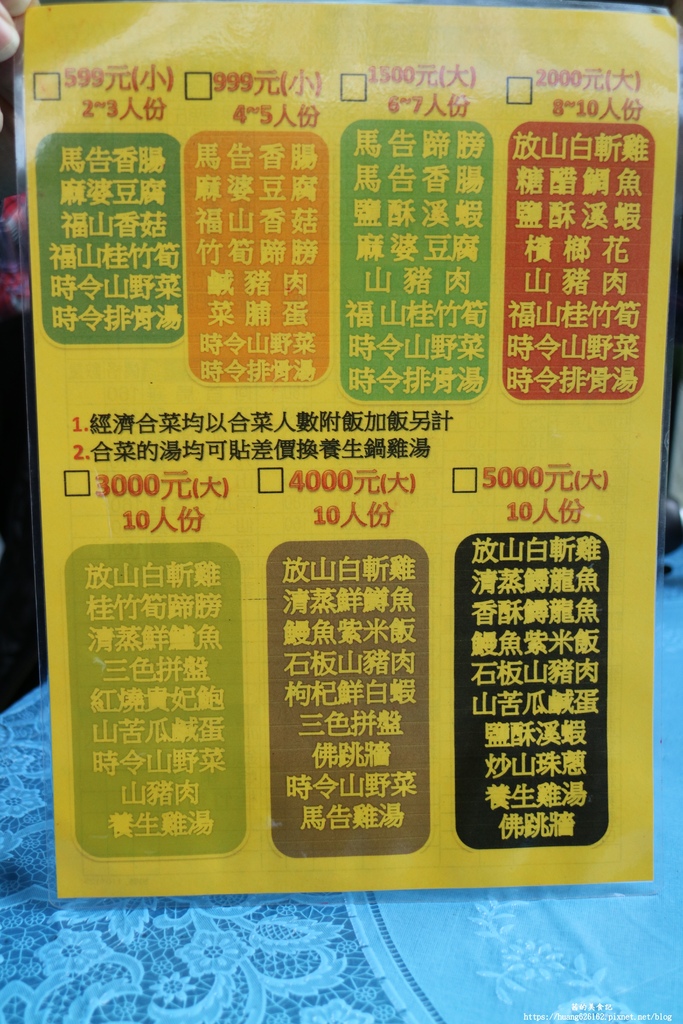 599元(小)
2~3人份
馬告香腸
麻婆豆腐
福山香菇
福山桂竹筍
時令山野菜
時令排骨湯
999元(小)
4~5人份
馬告香腸
麻婆豆腐
福山香菇
竹筍蹄膀
鹹豬肉
菜脯蛋
時令山野菜
時令排骨湯
1500元(大)
6~7人份
馬告蹄膀
馬告香腸
鹽酥溪蝦
麻婆豆腐
山豬肉
福山桂竹筍
時令山野菜
時令排骨湯
2000元(大)
8~10人份
放山白斬雞
糖醋鯛魚
鹽酥溪蝦
檳榔花
山豬肉
福山桂竹筍
時令山野菜
時令排骨湯
1.經濟合菜均以合菜人數附飯加飯另計
2.合菜的湯均可貼差價換養生鍋雞湯
3000元(大)
10人份
放山白斬雞
桂竹筍蹄膀
清蒸鮮鱸魚
三色拼盤
紅燒貴妃鮑
山苦瓜鹹蛋
時令山野菜
山豬肉
養生雞湯
4000元(大)
10人份
放山白斬雞
清蒸鮮鱒魚
鰻魚紫米飯
石板山豬肉
枸杞鮮白蝦
三色拼盤
佛跳牆
時令山野菜
馬告雞湯
5000元(大)
10人份
放山白斬雞
清蒸鱘龍魚
香酥鱘龍魚
鰻魚紫米飯
石板山豬肉
山苦瓜鹹蛋
鹽酥溪蝦
炒山珠蔥
養生雞湯
佛跳牆
的美食記
https://huang626162.pixnet.net/blog